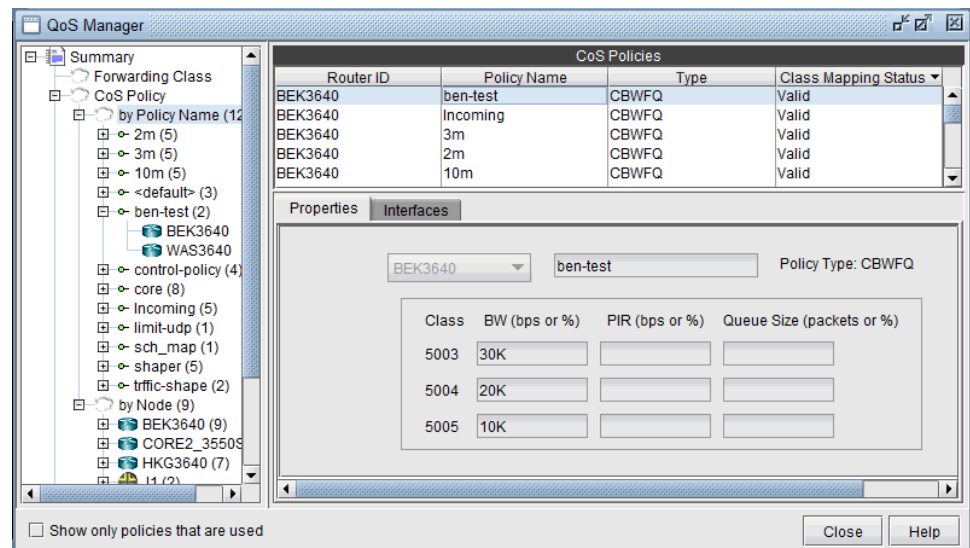 QoS Manager
Summary
Forwarding Class
CoS Policy
by Policy Name (12
2m (5)
3m (5)
10m (5)
<default> (3)
ben-test (2)
BEK3640
WAS3640
control-policy (4)
core (8)
Incoming (5)
limit-udp (1)
sch_map (1)
shaper (5)
trffic-shape (2)
by Node (9)
BEK3640 (9)
CORE2_3550S
HKG3640 (7)
J1 (2)
CoS Policies
Router ID Policy Name Type Class Mapping Status
BEK3640 ben-test CBWFQ Valid
BEK3640 Incoming CBWFQ Valid
BEK3640 3m CBWFQ Valid
BEK3640 2m CBWFQ Valid
BEK3640 10m CBWFQ Valid
Properties Interfaces
BEK3640 ben-test Policy Type: CBWFQ
Class BW (bps or %) PIR (bps or %) Queue Size (packets or %)
5003 30K
5004 20K
5005 10K
Show only policies that are used
Close Help